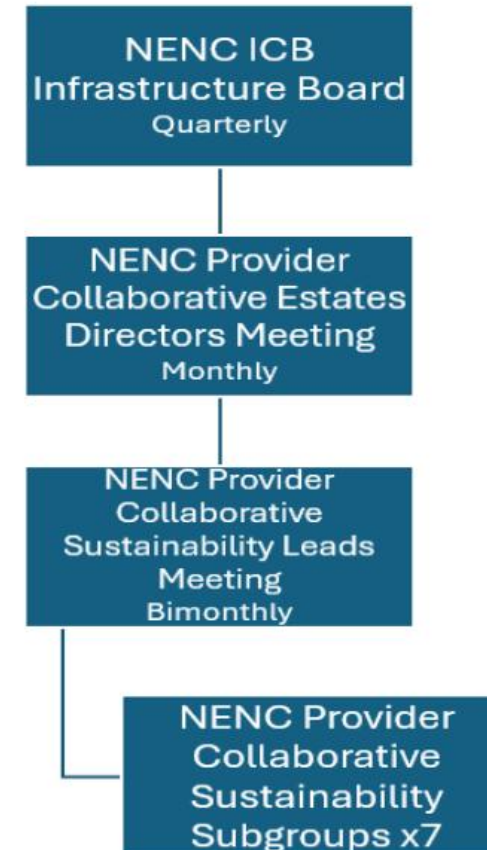 NENC ICB
Infrastructure Board
Quarterly
NENC Provider
Collaborative Estates
Directors Meeting
Monthly
NENC Provider
Collaborative
Sustainability Leads
Meeting
Bimonthly
NENC Provider
Collaborative
Sustainability
Subgroups x7